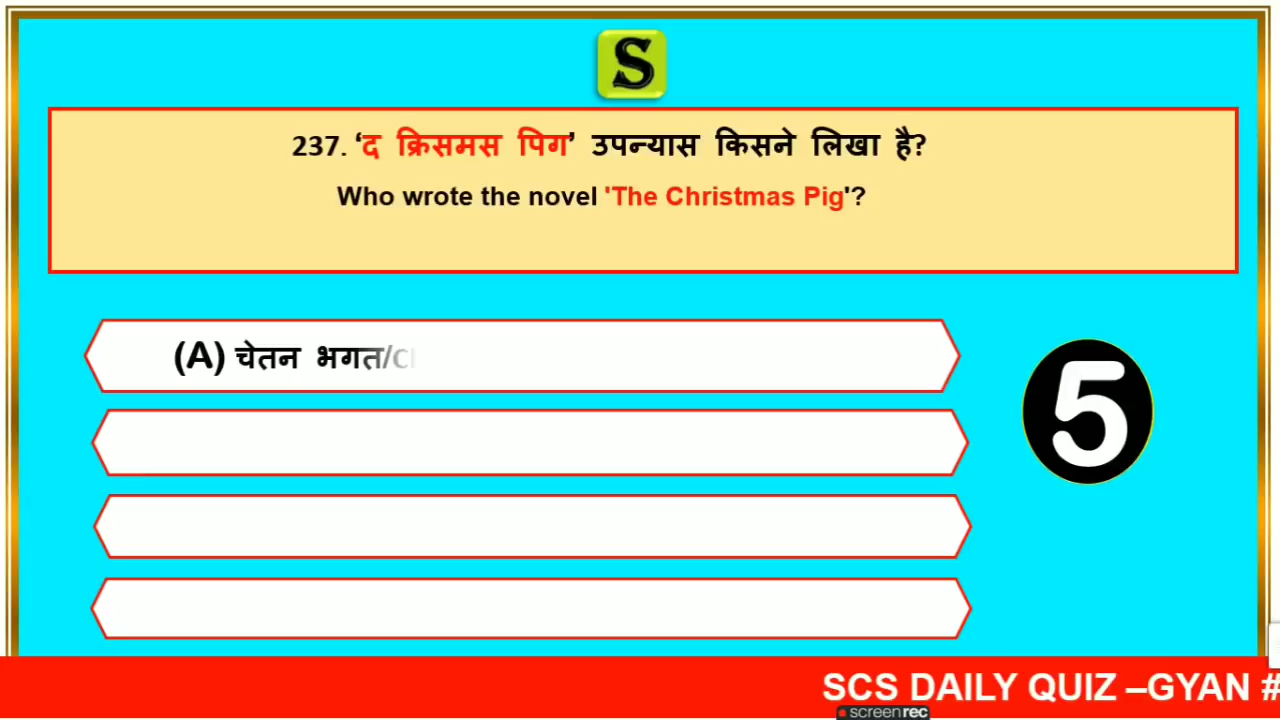 S
237. ‘द क्रिसमस पिग’ उपन्यास किसने लिखा है?
Who wrote the novel 'The Christmas Pig'?
(A) चेतन भगत/C
5
SCS DAILY QUIZ –GYAN #
screenrec